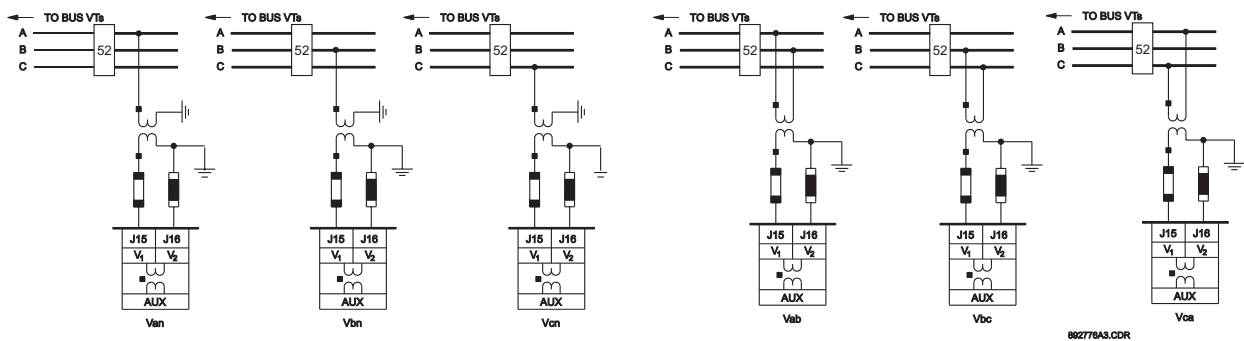 TO BUS VTs
A
B
C
52
J15 J16
V₁ V₂
AUX
Van
TO BUS VTs
A
B
C
52
J15 J16
V₁ V₂
AUX
Vbn
TO BUS VTs
A
B
C
52
J15 J16
V₁ V₂
AUX
Vcn
TO BUS VTs
A
B
C
52
J15 J16
V₁ V₂
AUX
Vab
TO BUS VTs
A
B
C
52
J15 J16
V₁ V₂
AUX
Vbc
TO BUS VTs
A
B
C
52
J15 J16
V₁ V₂
AUX
Vca
892776A3.CDR